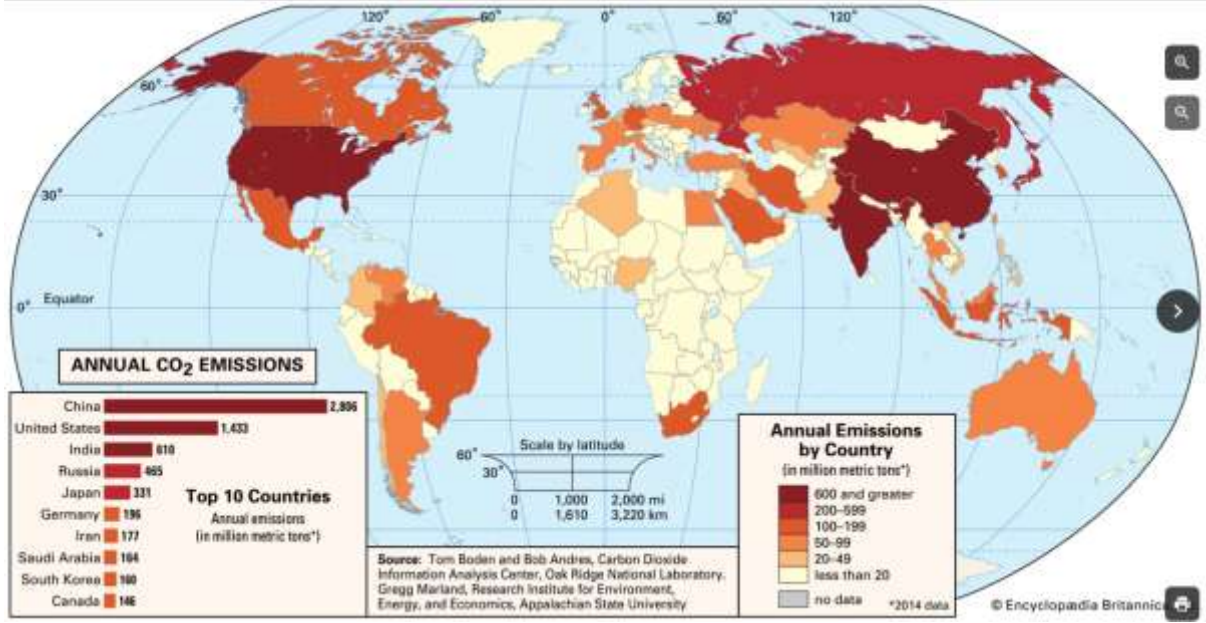 120°
60°
0°
60°
120°
60°
30°
0°
Equator
ANNUAL CO2 EMISSIONS
China 2,806
United States 1,433
India 610
Russia 465
Japan 331
Germany 196
Iran 177
Saudi Arabia 164
South Korea 160
Canada 146
Top 10 Countries
Annual emissions
(in million metric tons*)
Scale by latitude
60°
30°
0 1,000 2,000 mi
0 1,610 3,220 km
Source: Tom Boden and Bob Andres, Carbon Dioxide
Information Analysis Center, Oak Ridge National Laboratory.
Gregg Marland, Research Institute for Environment,
Energy, and Economics, Appalachian State University
Annual Emissions
by Country
(in million metric tons*)
600 and greater
200–599
100–199
50–99
20–49
less than 20
no data
*2014 data
© Encyclopædia Britannic